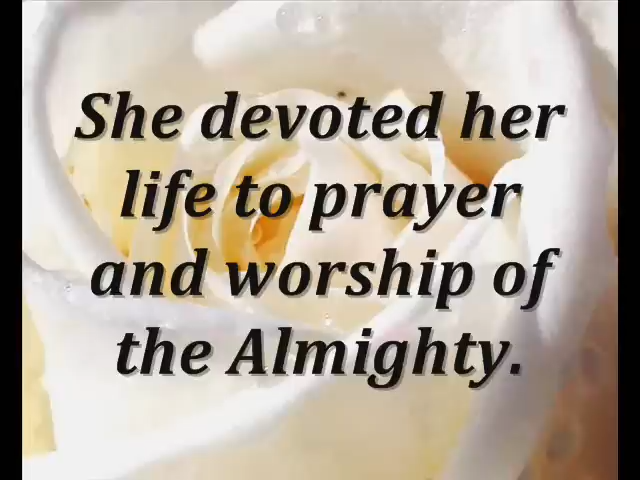 She devoted her
life to prayer
and worship of
the Almighty.